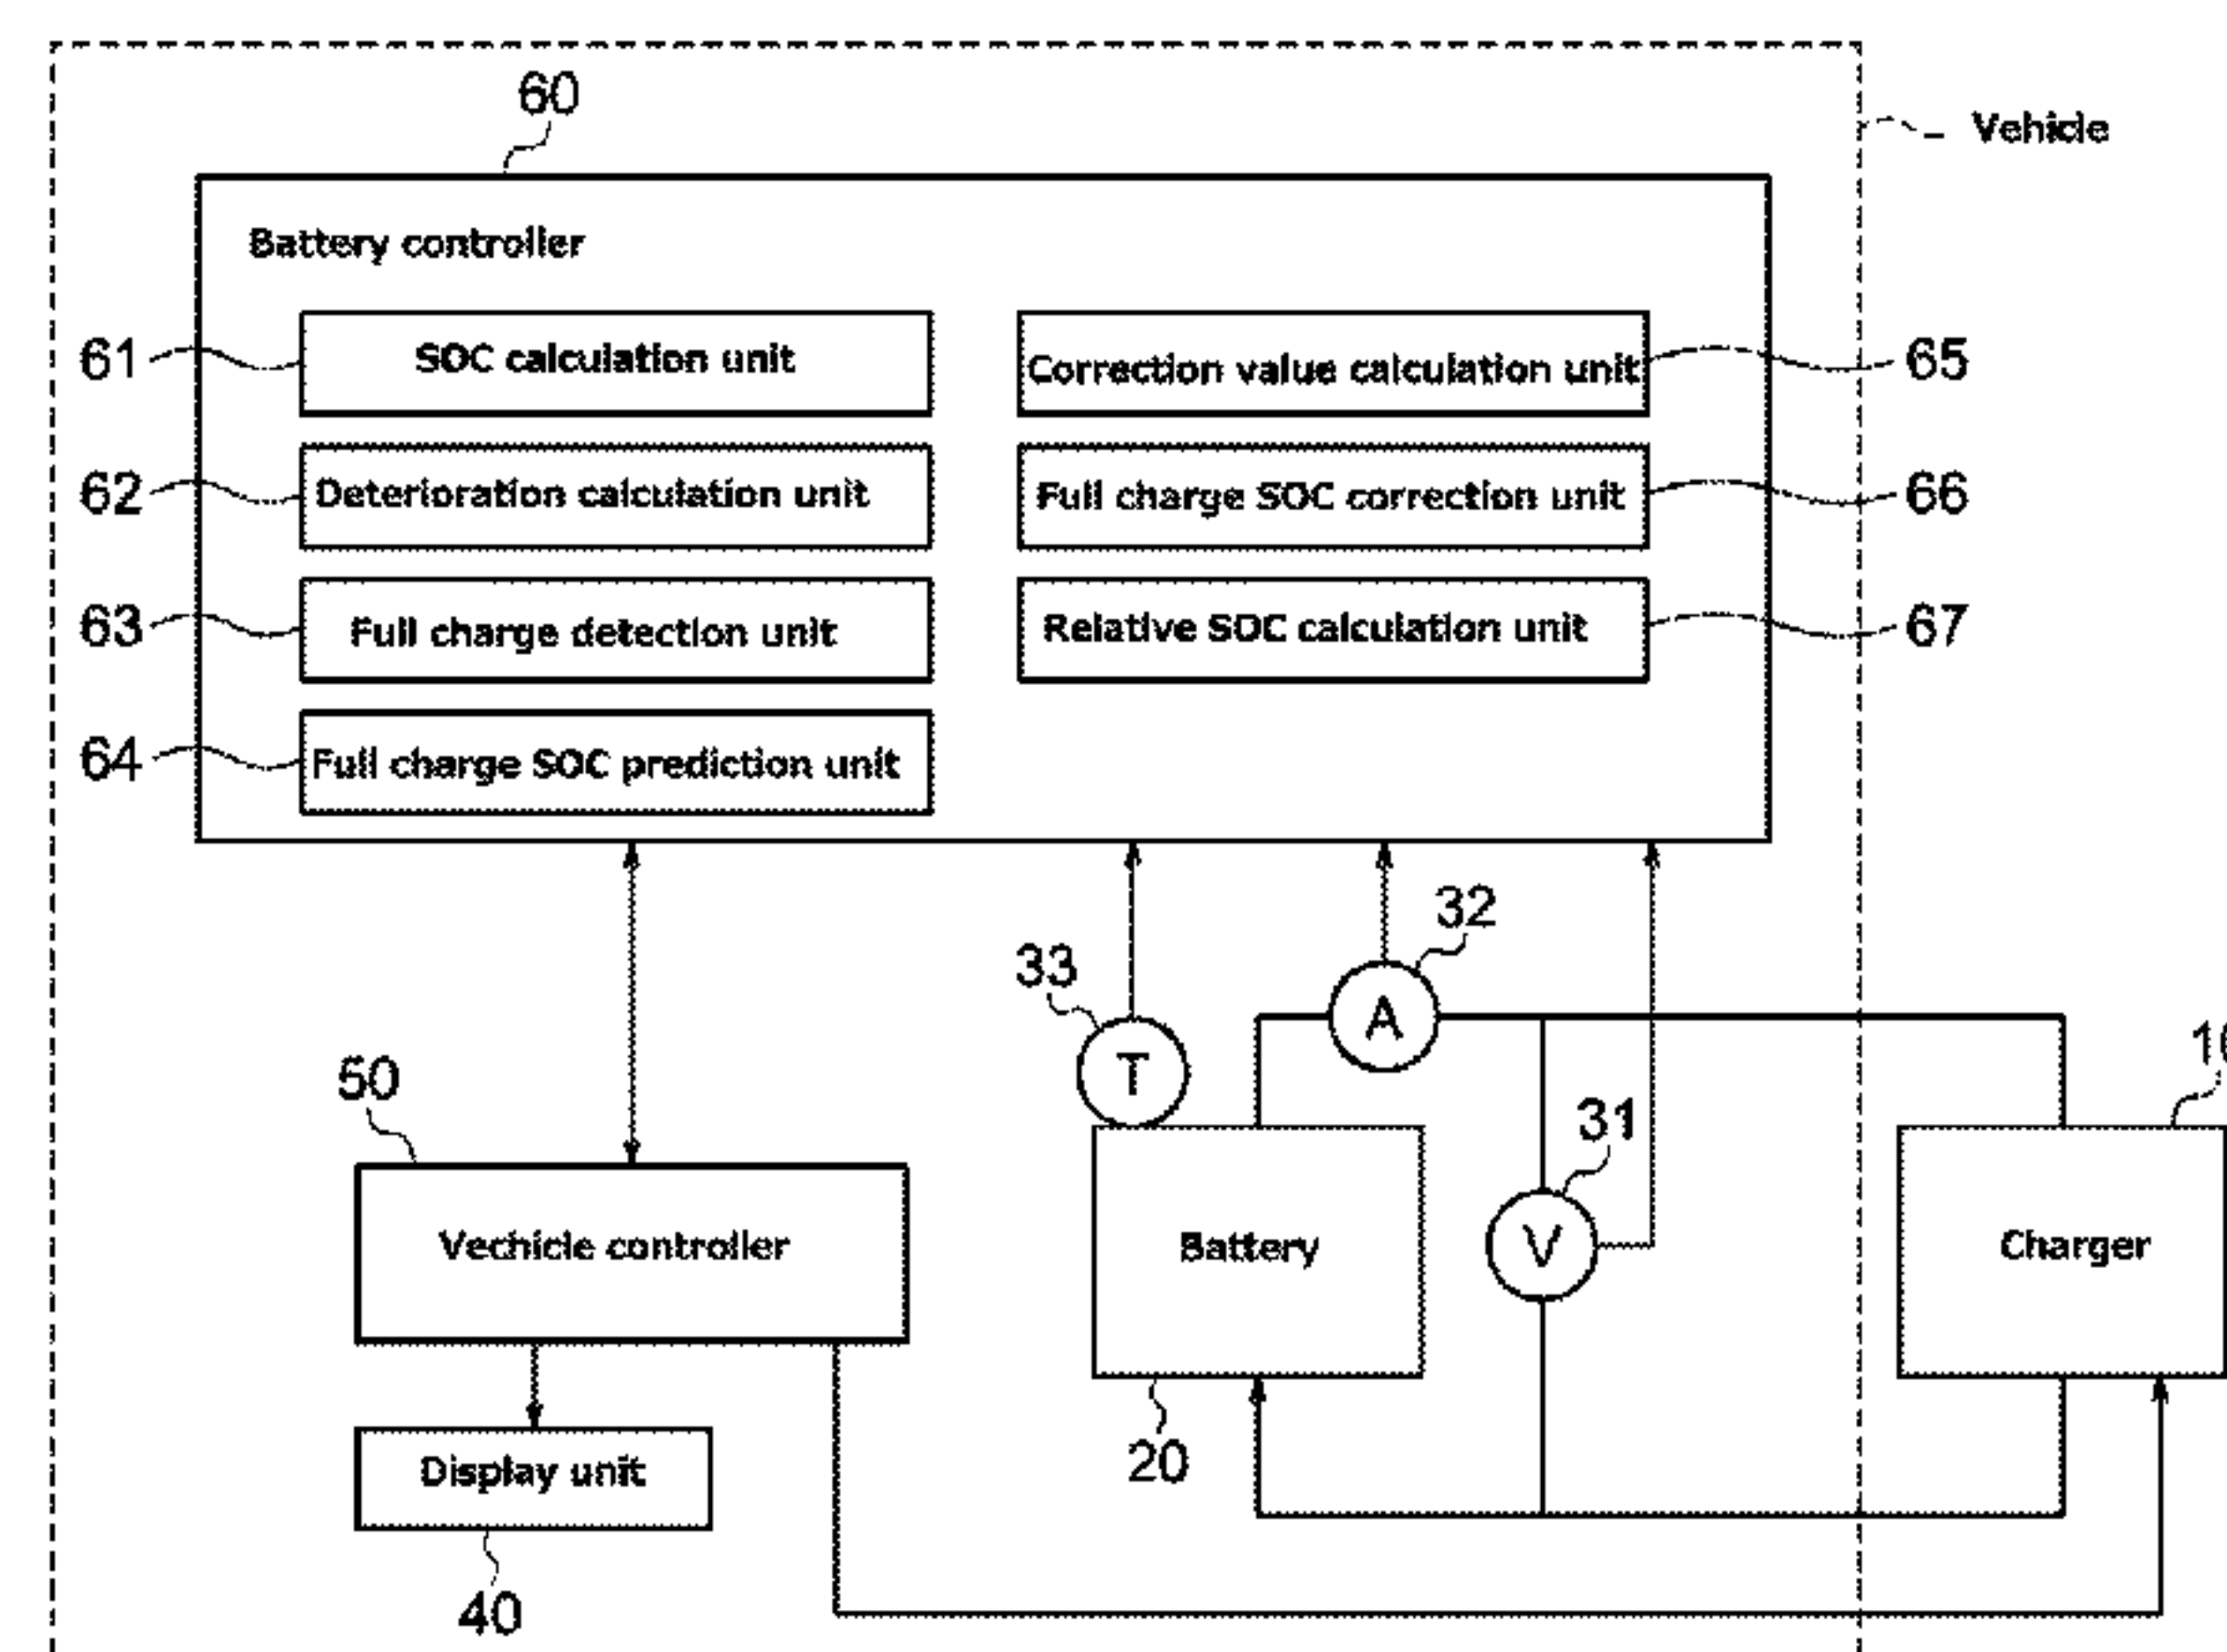 60
Vehicle
Battery controller
61
SOC calculation unit
Correction value calculation unit
65
62
Deterioration calculation unit
Full charge SOC correction unit
66
63
Full charge detection unit
Relative SOC calculation unit
67
64
Full charge SOC prediction unit
32
33
A
T
50
31
Vechicle controller
Battery
V
Charger
Display unit
20
40